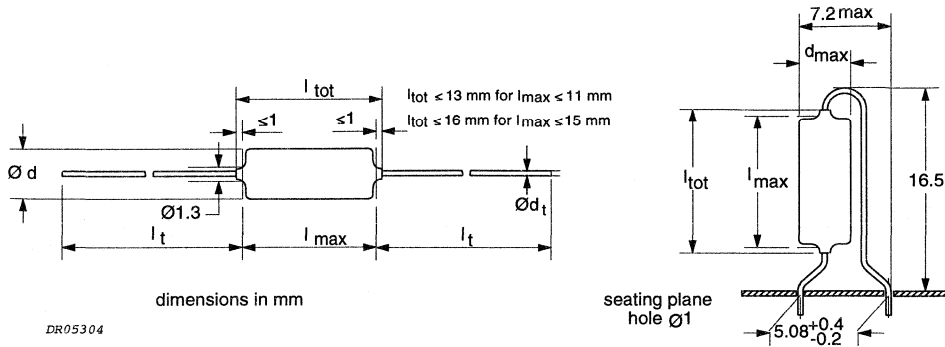 l tot
l tot ≤ 13 mm for l max ≤ 11 mm
l tot ≤ 16 mm for l max ≤ 15 mm
≤1
≤1
Ø d
Ø1.3
Ød t
l t
l max
l t
dimensions in mm
DR05304
7.2 max
d max
l tot
l max
16.5
seating plane
hole Ø1
5.08 +0.4
-0.2